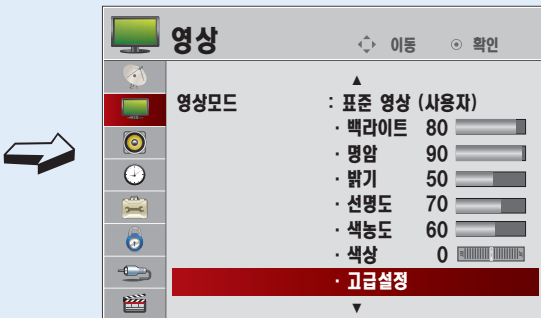 영상
이동 확인
영상모드 : 표준 영상 (사용자)
· 백라이트 80
· 명암 90
· 밝기 50
· 선명도 70
· 색농도 60
· 색상 0
· 고급설정